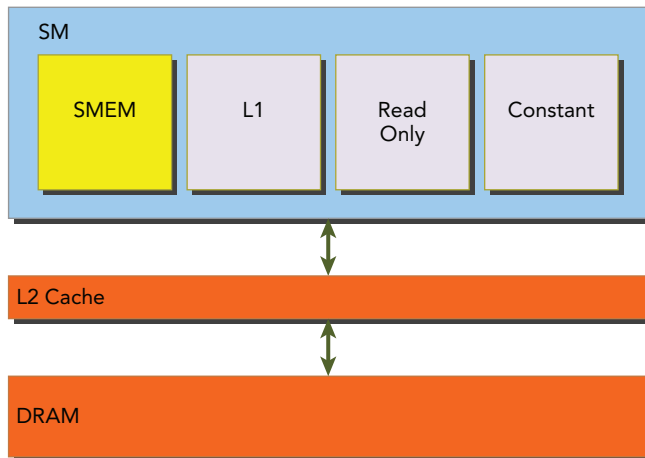 SM
SMEM
L1
Read
Only
Constant
L2 Cache
DRAM